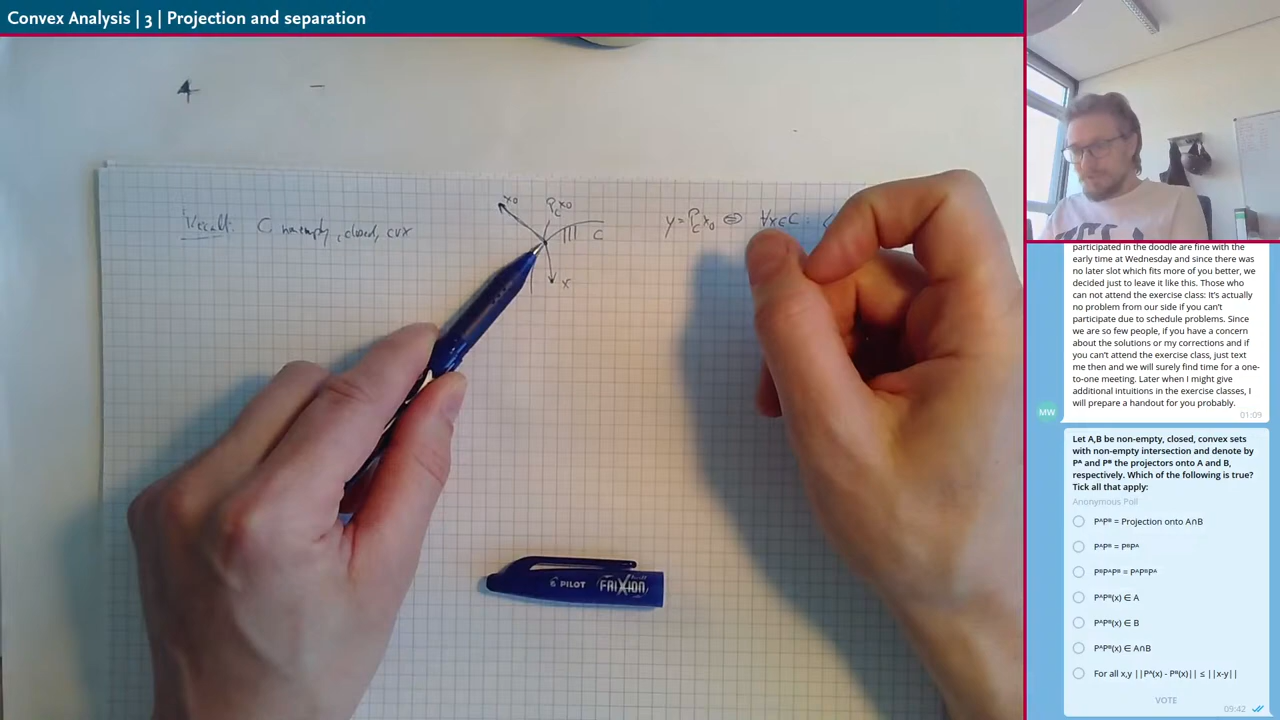 Convex Analysis | 3 | Projection and separation
4 –
Recall: C nonempty, closed, cvx
x₀ P_C x₀ C x
y = P_C x₀ ⇔ ∀x∈C :
PILOT FRIXION
participated in the doodle are fine with the
early time at Wednesday and since there was
no later slot which fits more of you better, we
decided just to leave it like this. Those who
can not attend the exercise class: It's actually
no problem from our side if you can't
participate due to schedule problems. Since
we are so few people, if you have a concern
about the solutions or my corrections and if
you can't attend the exercise class, just text
me then and we will surely find time for a one-
to-one meeting. Later when I might give
additional intuitions in the exercise classes, I
will prepare a handout for you probably.
01:09
MW
Let A,B be non-empty, closed, convex sets
with non-empty intersection and denote by
Pᴬ and Pᴮ the projectors onto A and B,
respectively. Which of the following is true?
Tick all that apply:
Anonymous Poll
PᴬPᴮ = Projection onto A∩B
PᴬPᴮ = PᴮPᴬ
PᴮPᴬPᴮ = PᴬPᴮPᴬ
PᴬPᴮ(x) ∈ A
PᴬPᴮ(x) ∈ B
PᴬPᴮ(x) ∈ A∩B
For all x,y ||Pᴬ(x) - Pᴮ(x)|| ≤ ||x-y||
VOTE
09:42